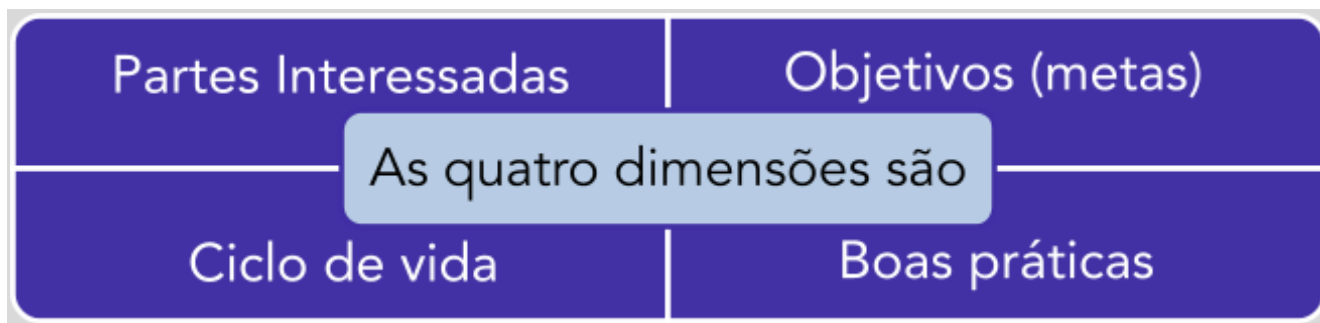 Partes Interessadas
Objetivos (metas)
As quatro dimensões são
Ciclo de vida
Boas práticas